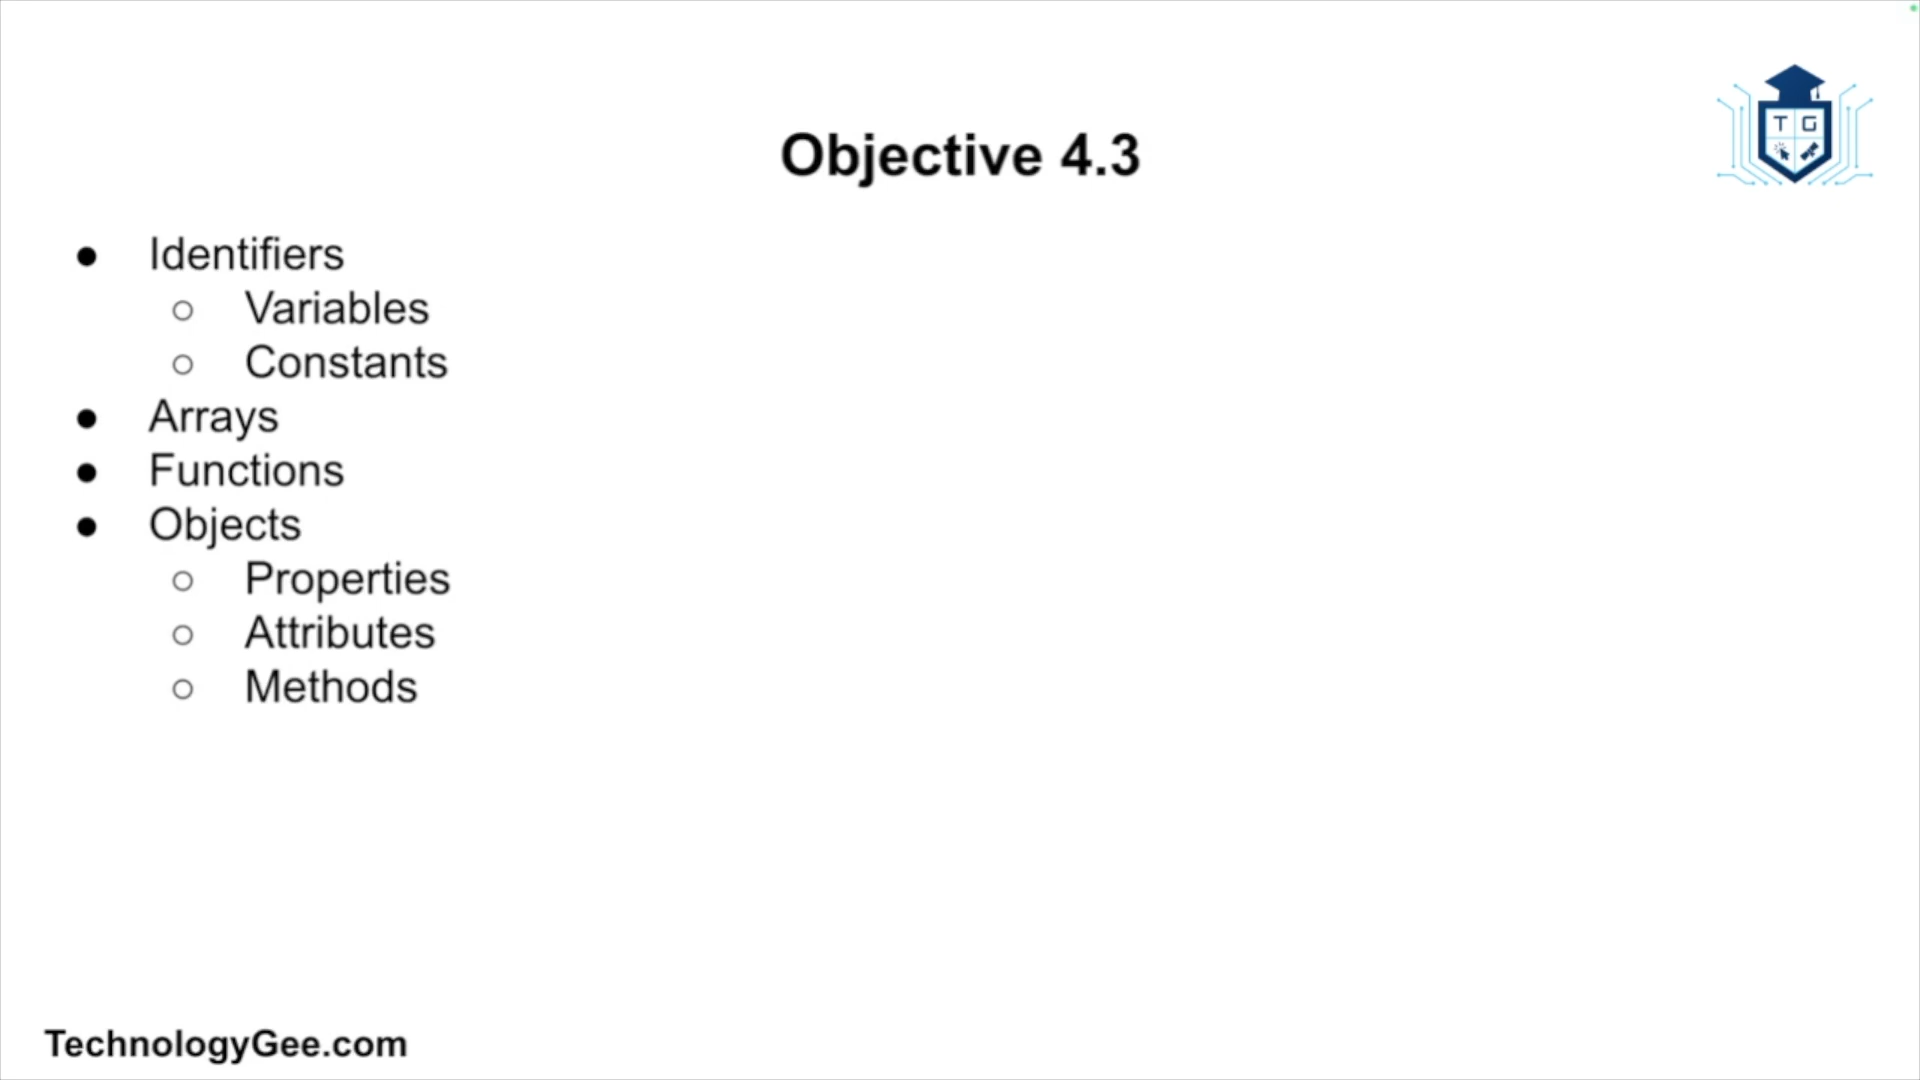 T G
Objective 4.3
● Identifiers
○ Variables
○ Constants
● Arrays
● Functions
● Objects
○ Properties
○ Attributes
○ Methods
TechnologyGee.com